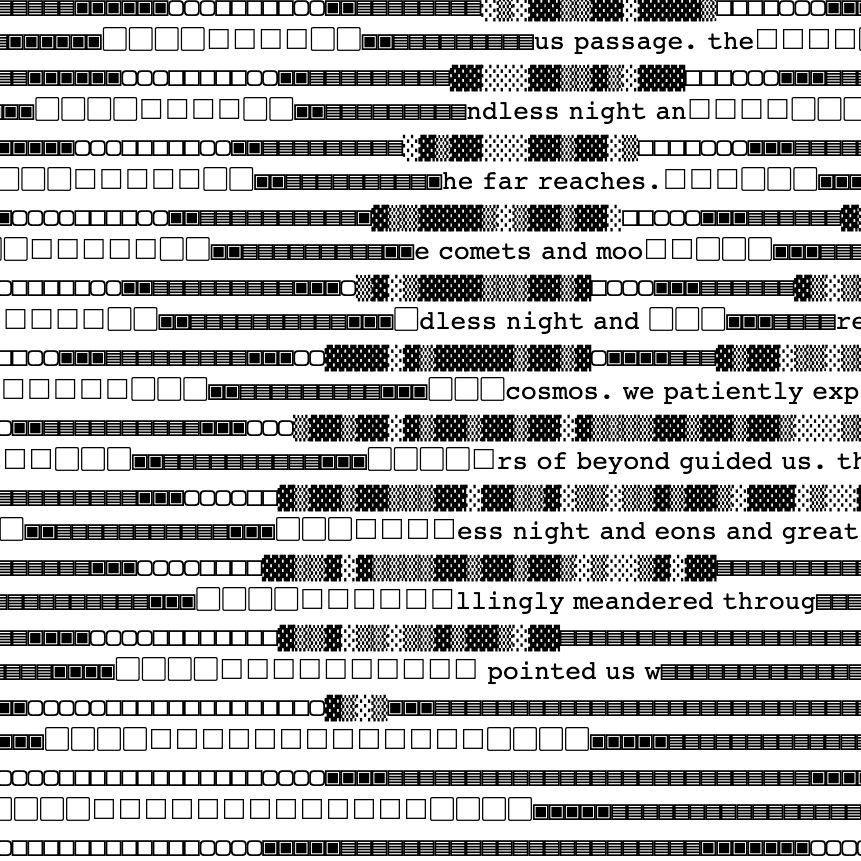 us passage. the
ndless night an
he far reaches.
e comets and moo
dless night and re
cosmos. we patiently exp
rs of beyond guided us. th
ess night and eons and great
llingly meandered throug
pointed us w